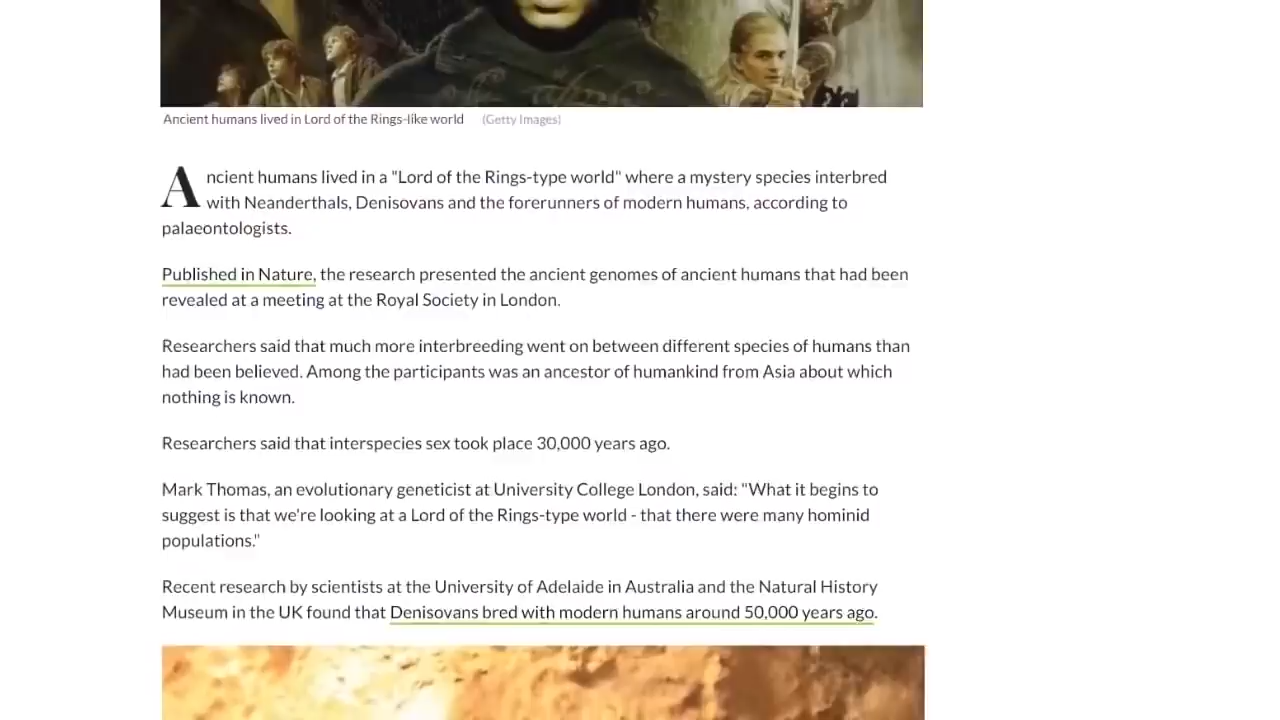 Ancient humans lived in Lord of the Rings-like world (Getty Images)
Ancient humans lived in a "Lord of the Rings-type world" where a mystery species interbred
with Neanderthals, Denisovans and the forerunners of modern humans, according to
palaeontologists.
Published in Nature, the research presented the ancient genomes of ancient humans that had been
revealed at a meeting at the Royal Society in London.
Researchers said that much more interbreeding went on between different species of humans than
had been believed. Among the participants was an ancestor of humankind from Asia about which
nothing is known.
Researchers said that interspecies sex took place 30,000 years ago.
Mark Thomas, an evolutionary geneticist at University College London, said: "What it begins to
suggest is that we're looking at a Lord of the Rings-type world - that there were many hominid
populations."
Recent research by scientists at the University of Adelaide in Australia and the Natural History
Museum in the UK found that Denisovans bred with modern humans around 50,000 years ago.